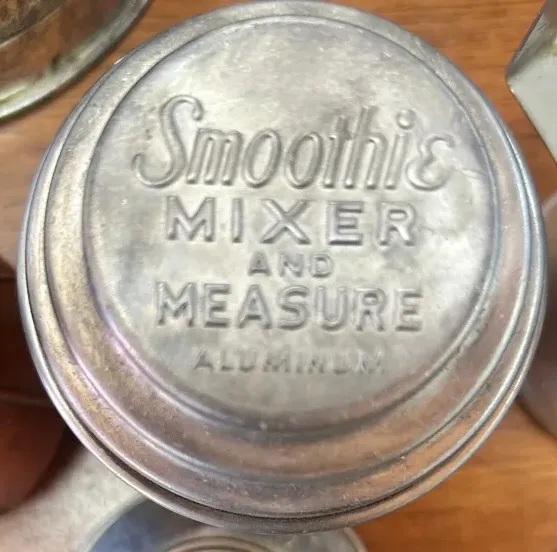 Smoothie
MIXER
AND
MEASURE
ALUMINUM